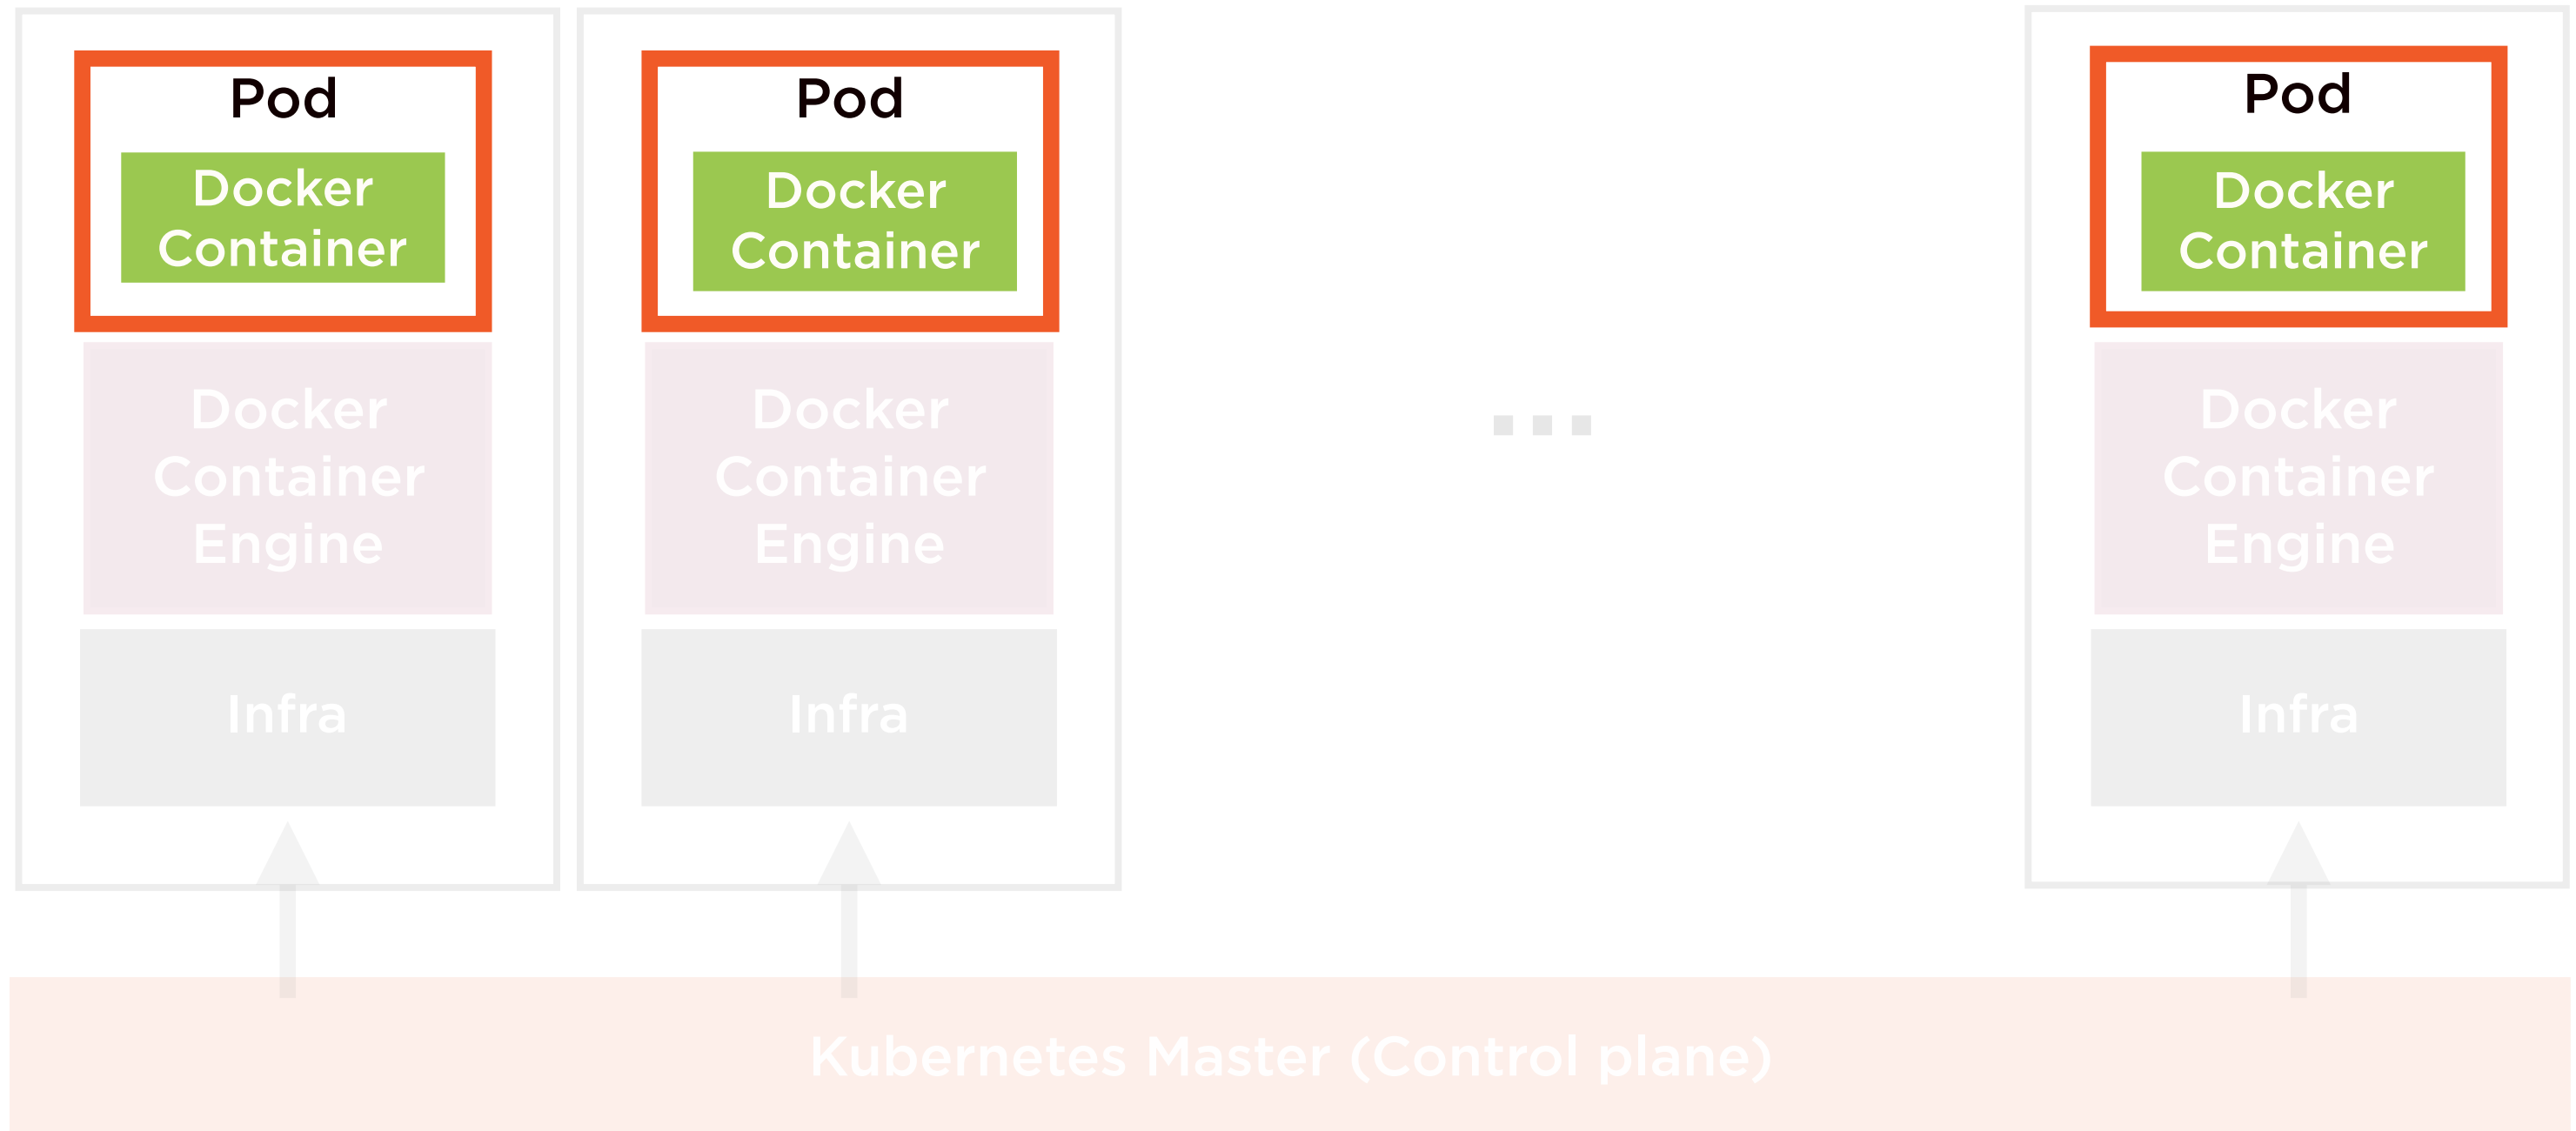 Pod
Docker
Container
Docker
Container
Engine
Infra
Pod
Docker
Container
Docker
Container
Engine
Infra
...
Pod
Docker
Container
Docker
Container
Engine
Infra
Kubernetes Master (Control plane)